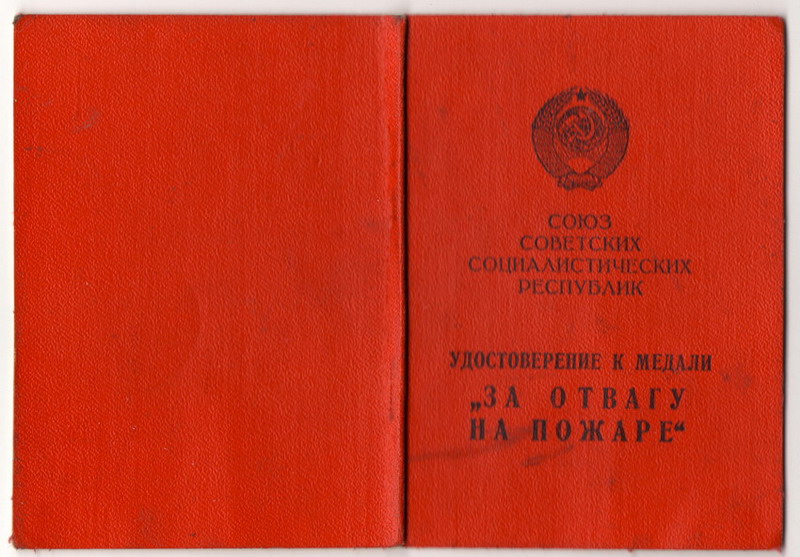 СОЮЗ
СОВЕТСКИХ
СОЦИАЛИСТИЧЕСКИХ
РЕСПУБЛИК
УДОСТОВЕРЕНИЕ К МЕДАЛИ
„ЗА ОТВАГУ
НА ПОЖАРЕ“